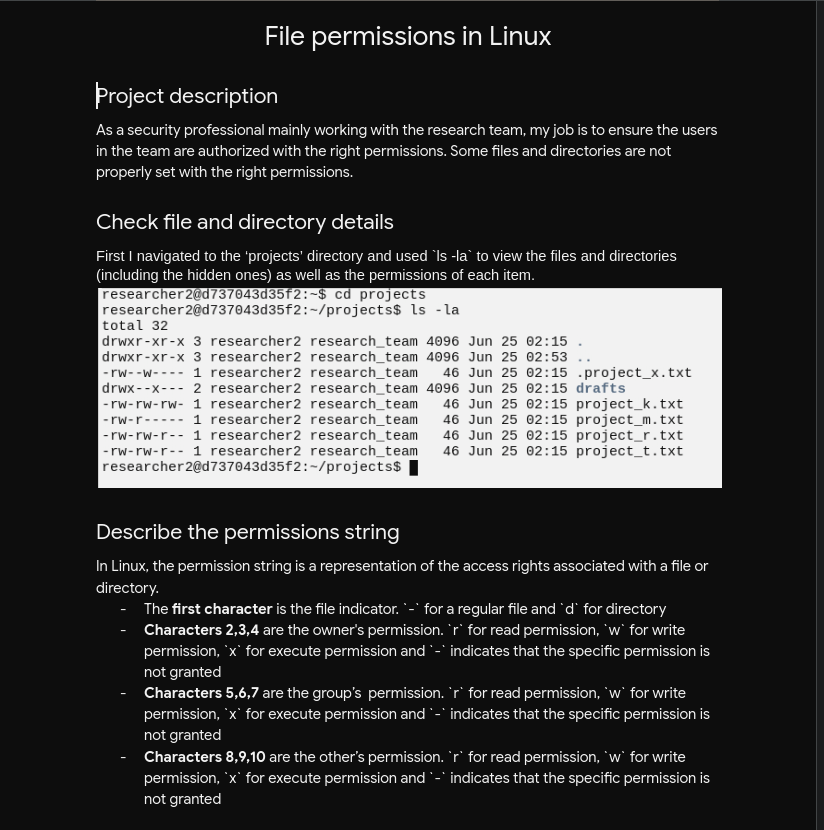 File permissions in Linux
Project description
As a security professional mainly working with the research team, my job is to ensure the users
in the team are authorized with the right permissions. Some files and directories are not
properly set with the right permissions.
Check file and directory details
First I navigated to the ‘projects’ directory and used `ls -la` to view the files and directories
(including the hidden ones) as well as the permissions of each item.
researcher2@d737043d35f2:~$ cd projects
researcher2@d737043d35f2:~/projects$ ls -la
total 32
drwxr-xr-x 3 researcher2 research_team 4096 Jun 25 02:15 .
drwxr-xr-x 3 researcher2 research_team 4096 Jun 25 02:53 ..
-rw--w---- 1 researcher2 research_team   46 Jun 25 02:15 .project_x.txt
drwx--x--- 2 researcher2 research_team 4096 Jun 25 02:15 drafts
-rw-rw-rw- 1 researcher2 research_team   46 Jun 25 02:15 project_k.txt
-rw-r----- 1 researcher2 research_team   46 Jun 25 02:15 project_m.txt
-rw-rw-r-- 1 researcher2 research_team   46 Jun 25 02:15 project_r.txt
-rw-rw-r-- 1 researcher2 research_team   46 Jun 25 02:15 project_t.txt
researcher2@d737043d35f2:~/projects$
Describe the permissions string
In Linux, the permission string is a representation of the access rights associated with a file or
directory.
- The first character is the file indicator. `-` for a regular file and `d` for directory
- Characters 2,3,4 are the owner's permission. `r` for read permission, `w` for write
permission, `x` for execute permission and `-` indicates that the specific permission is
not granted
- Characters 5,6,7 are the group’s  permission. `r` for read permission, `w` for write
permission, `x` for execute permission and `-` indicates that the specific permission is
not granted
- Characters 8,9,10 are the other’s permission. `r` for read permission, `w` for write
permission, `x` for execute permission and `-` indicates that the specific permission is
not granted